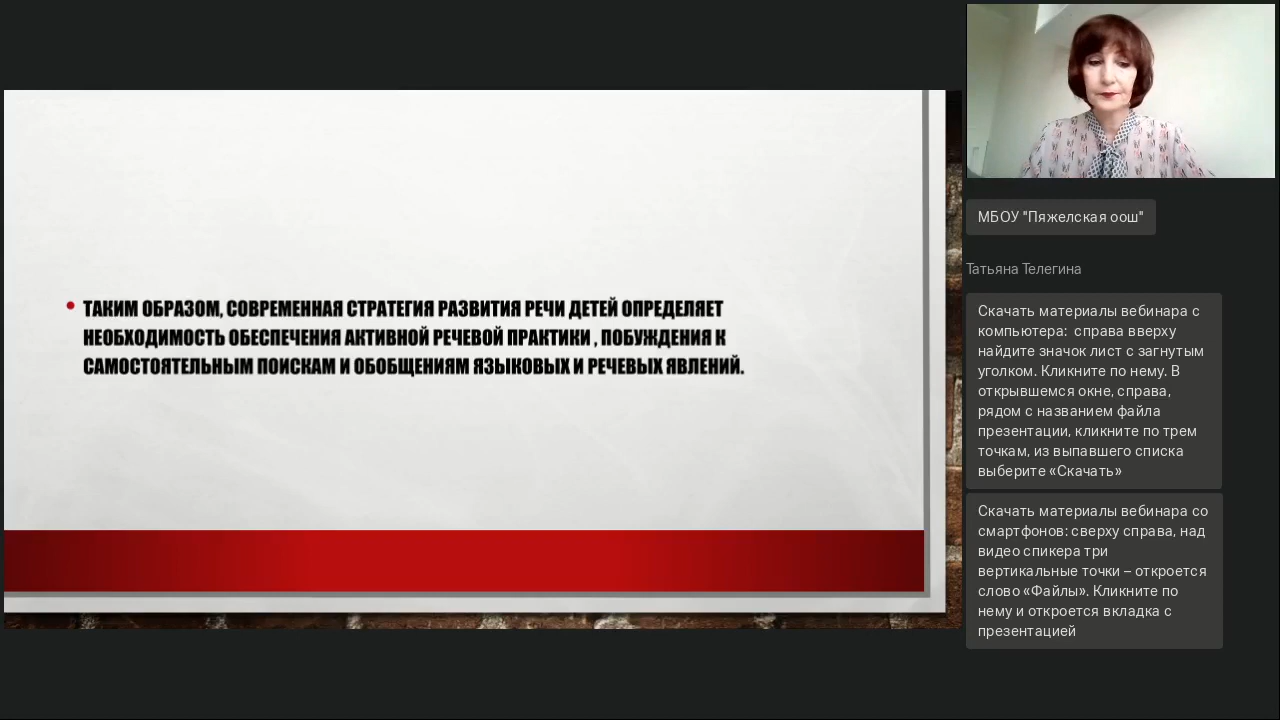 ТАКИМ ОБРАЗОМ, СОВРЕМЕННАЯ СТРАТЕГИЯ РАЗВИТИЯ РЕЧИ ДЕТЕЙ ОПРЕДЕЛЯЕТ
НЕОБХОДИМОСТЬ ОБЕСПЕЧЕНИЯ АКТИВНОЙ РЕЧЕВОЙ ПРАКТИКИ , ПОБУЖДЕНИЯ К
САМОСТОЯТЕЛЬНЫМ ПОИСКАМ И ОБОБЩЕНИЯМ ЯЗЫКОВЫХ И РЕЧЕВЫХ ЯВЛЕНИЙ.
МБОУ "Пяжелская оош"
Татьяна Телегина
Скачать материалы вебинара с
компьютера: справа вверху
найдите значок лист с загнутым
уголком. Кликните по нему. В
открывшемся окне, справа,
рядом с названием файла
презентации, кликните по трем
точкам, из выпавшего списка
выберите «Скачать»
Скачать материалы вебинара со
смартфонов: сверху справа, над
видео спикера три
вертикальные точки – откроется
слово «Файлы». Кликните по
нему и откроется вкладка с
презентацией